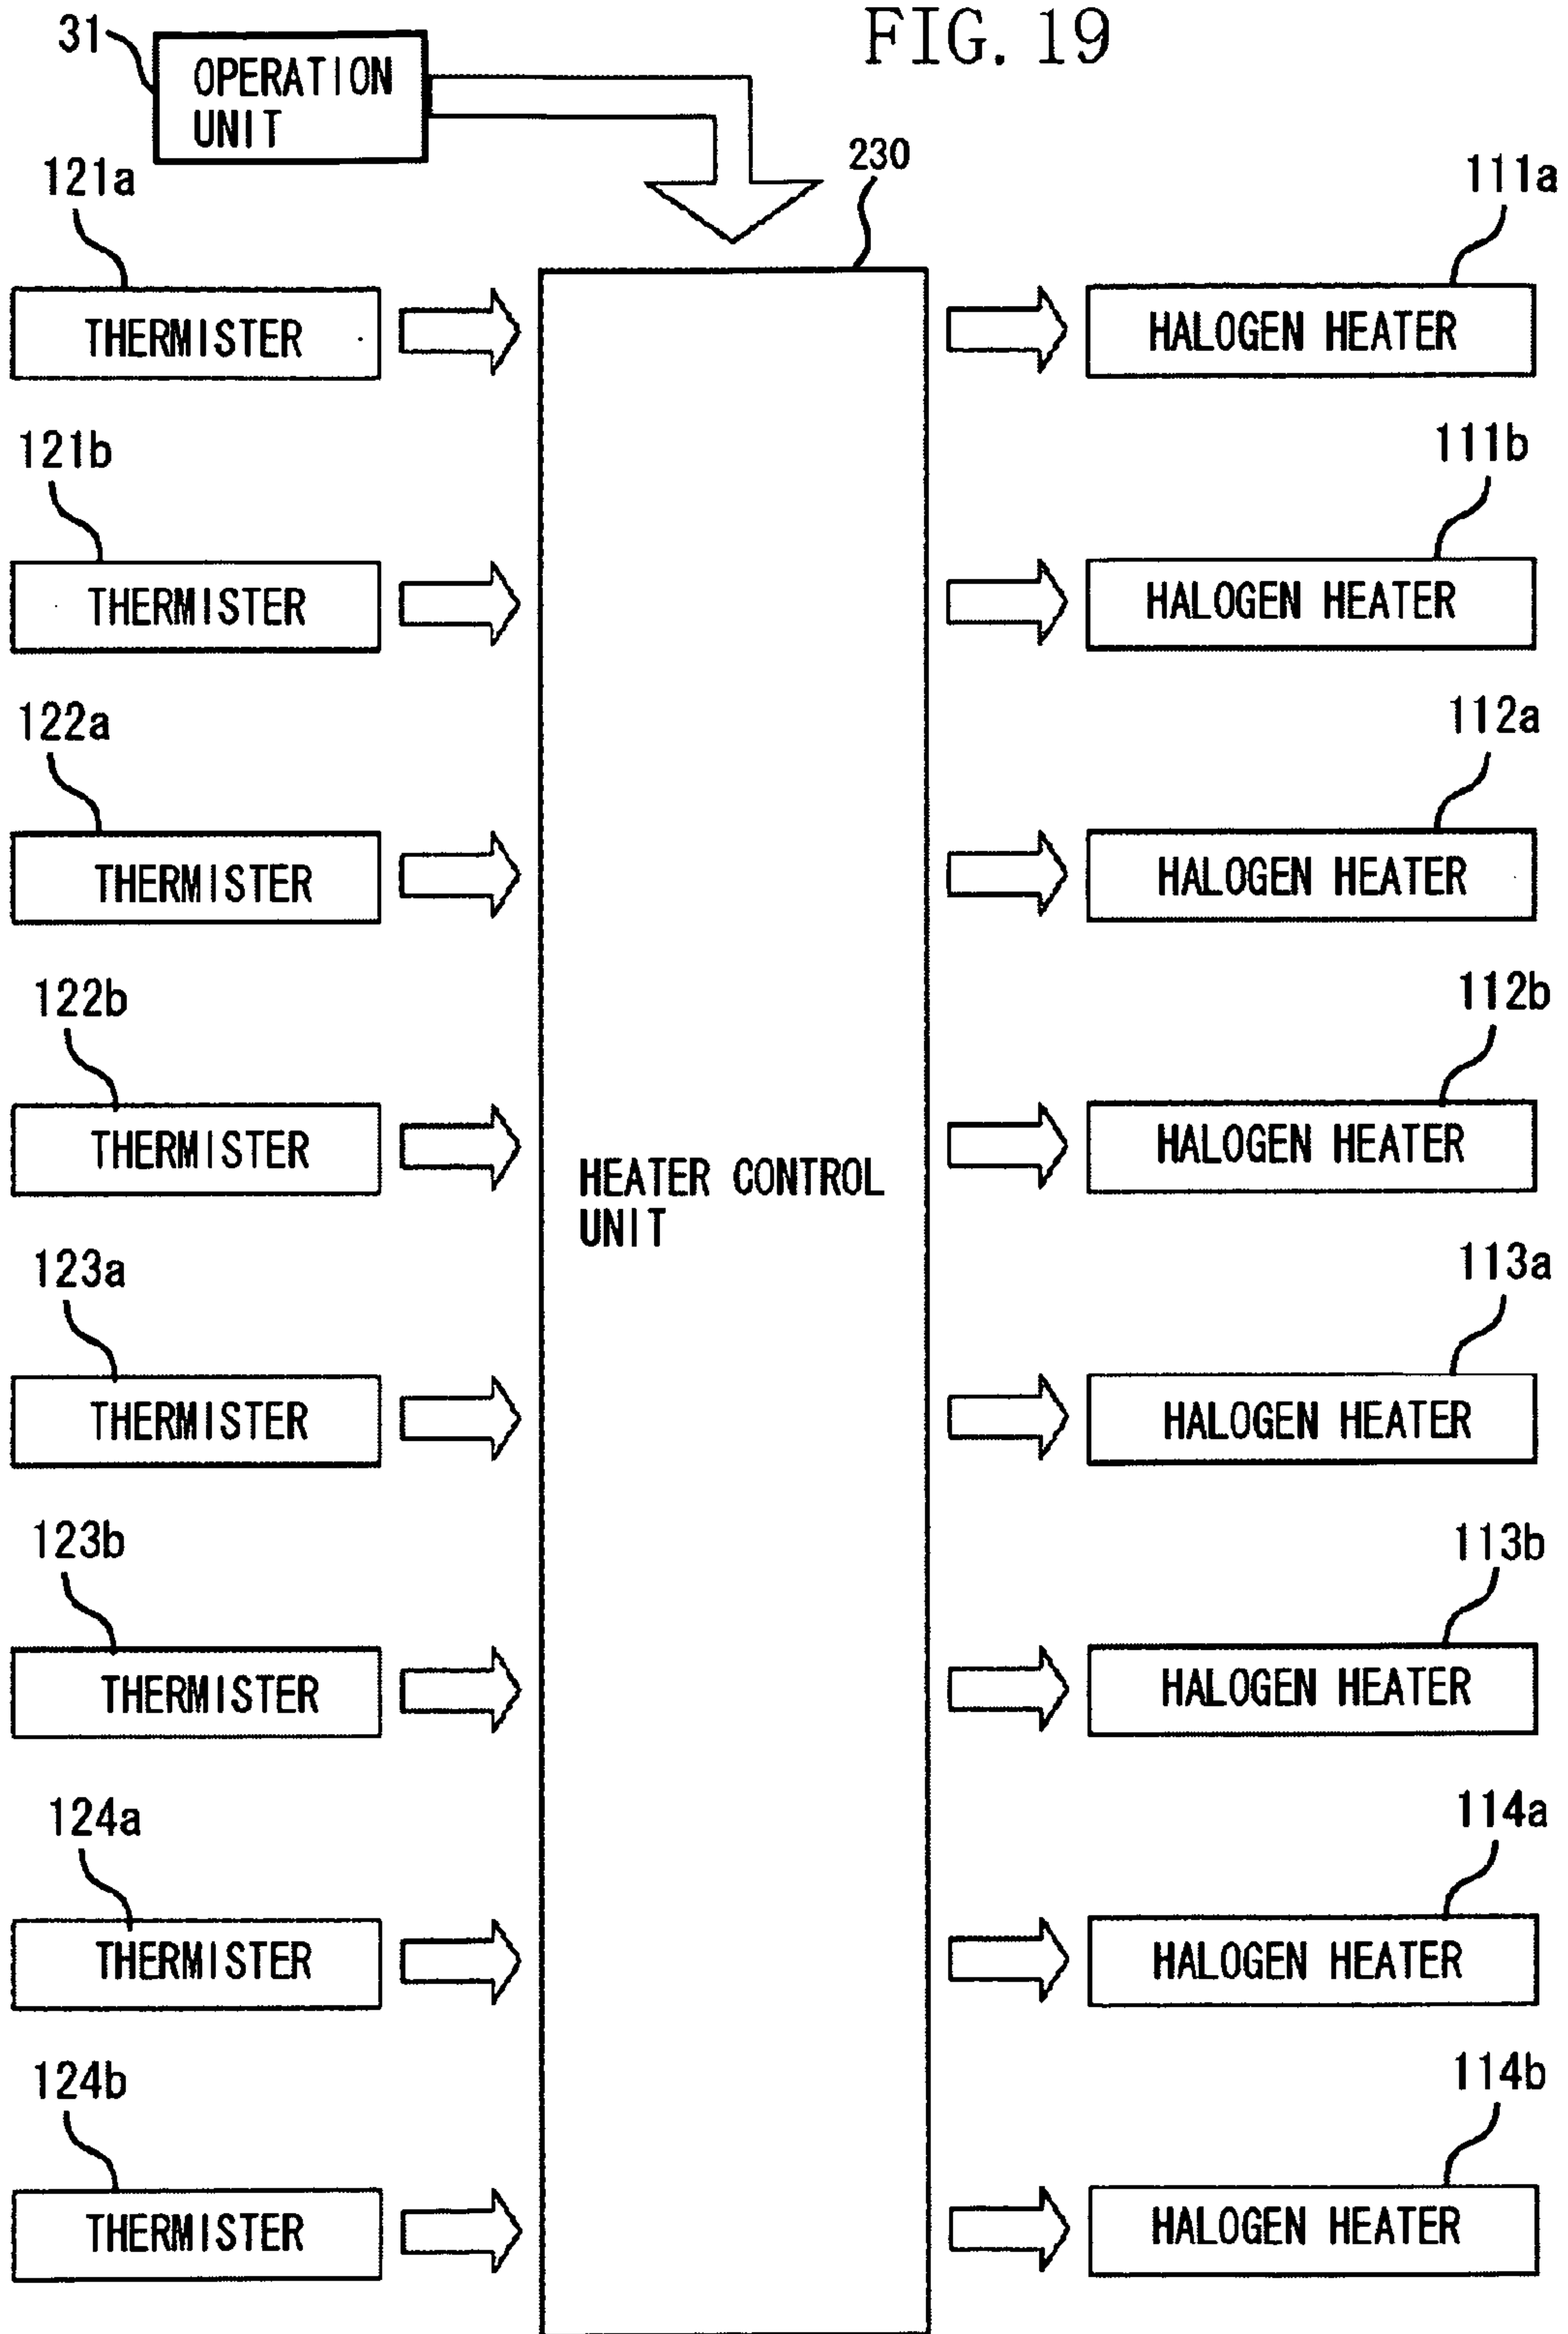 FIG. 19
31
OPERATION
UNIT
230
121a
THERMISTER
111a
HALOGEN HEATER
121b
THERMISTER
111b
HALOGEN HEATER
122a
THERMISTER
112a
HALOGEN HEATER
122b
THERMISTER
112b
HALOGEN HEATER
HEATER CONTROL
UNIT
123a
THERMISTER
113a
HALOGEN HEATER
123b
THERMISTER
113b
HALOGEN HEATER
124a
THERMISTER
114a
HALOGEN HEATER
124b
THERMISTER
114b
HALOGEN HEATER